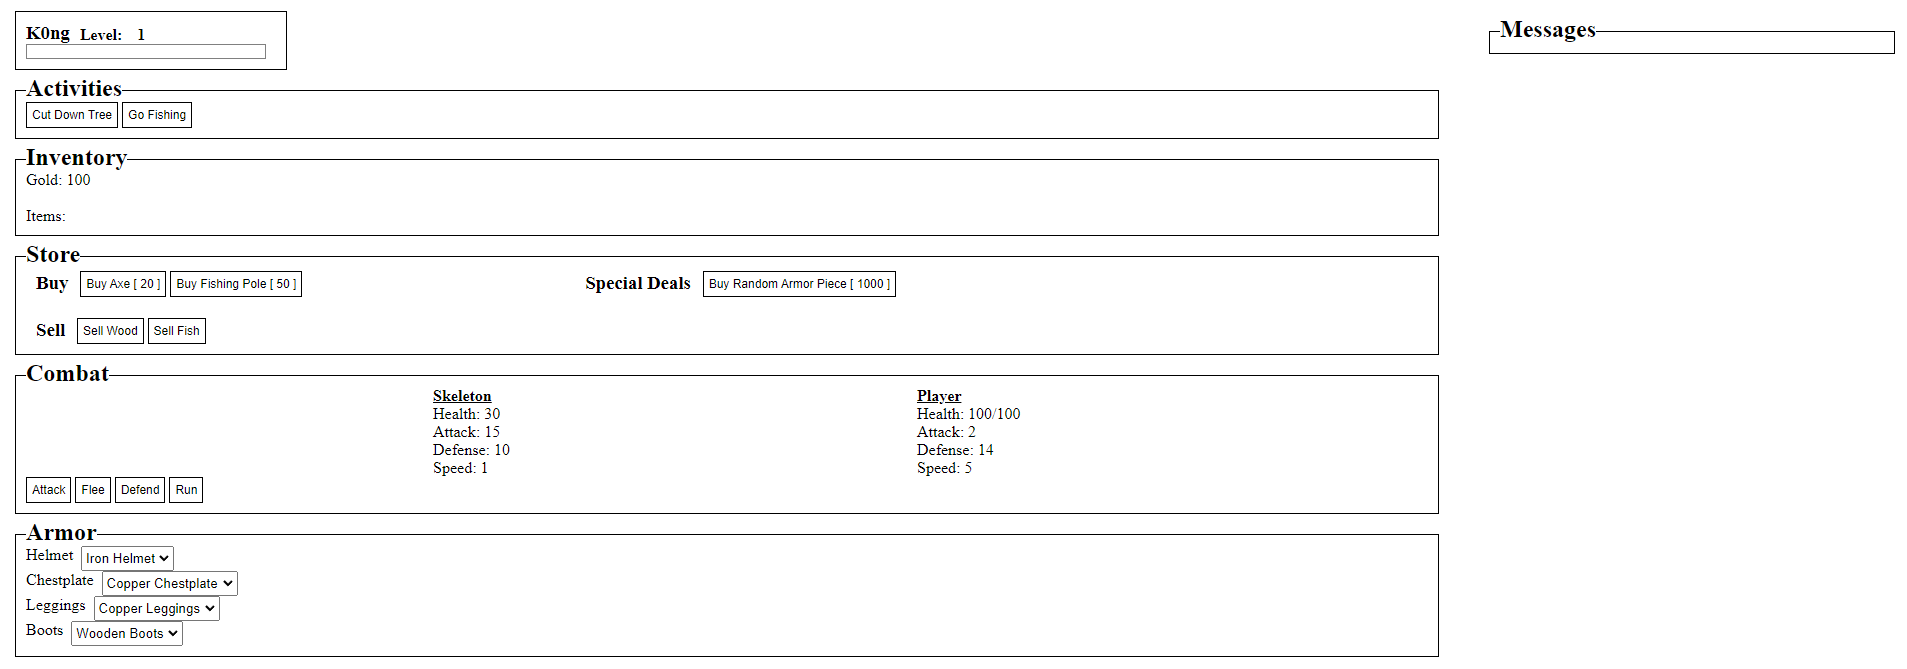 K0ng Level: 1
Messages
Activities
Cut Down Tree Go Fishing
Inventory
Gold: 100
Items:
Store
Buy Buy Axe [ 20 ] Buy Fishing Pole [ 50 ] Special Deals Buy Random Armor Piece [ 1000 ]
Sell Sell Wood Sell Fish
Combat
Skeleton
Health: 30
Attack: 15
Defense: 10
Speed: 1
Player
Health: 100/100
Attack: 2
Defense: 14
Speed: 5
Attack Flee Defend Run
Armor
Helmet Iron Helmet
Chestplate Copper Chestplate
Leggings Copper Leggings
Boots Wooden Boots